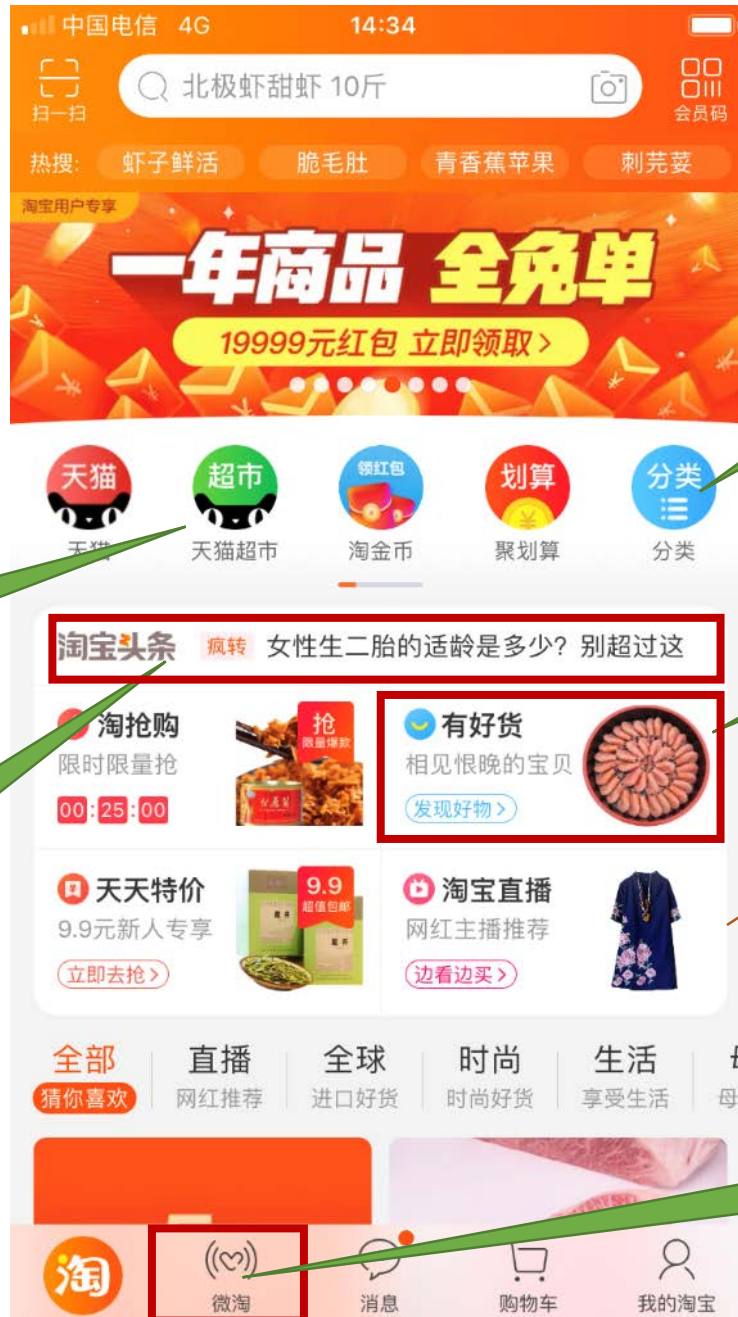 中国电信 4G 14:34
北极虾甜虾 10斤
扫一扫 会员码
热搜: 虾子鲜活 脆毛肚 青香蕉苹果 刺芫荽
淘宝用户专享
一年商品 全免单
19999元红包 立即领取 >
天猫 超市 领红包 划算 分类
天猫 天猫超市 淘金币 聚划算 分类
淘宝头条 疯转 女性生二胎的适龄是多少？别超过这
淘抢购 抢 有好货
限量爆款
限时限量抢 相见恨晚的宝贝
00:25:00 发现好物 >
天天特价 9.9 淘宝直播
超值包邮
9.9元新人专享 网红主播推荐
立即去抢 > 边看边买 >
全部 直播 全球 时尚 生活
猜你喜欢 网红推荐 进口好货 时尚好货 享受生活 母
淘
微淘 消息 购物车 我的淘宝